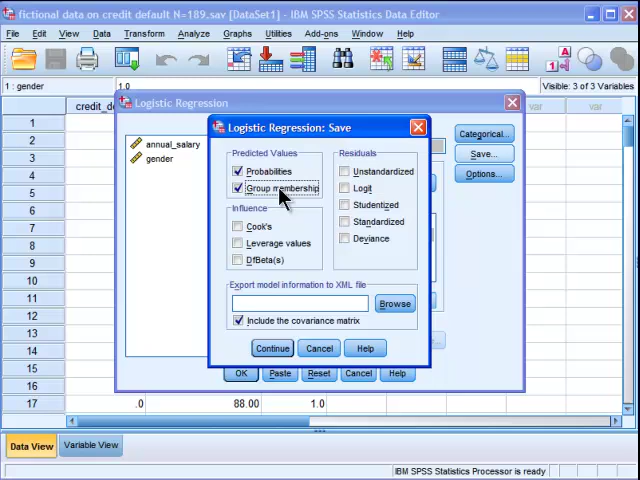 fictional data on credit default N=189.sav [DataSet1] - IBM SPSS Statistics Data Editor
File Edit View Data Transform Analyze Graphs Utilities Add-ons Window Help
1 : gender 1.0 Visible: 3 of 3 Variables
credit_de var var
Logistic Regression
annual_salary
gender
Categorical...
Save...
Options...
Logistic Regression: Save
Predicted Values
Probabilities
Group membership
Influence
Cook's
Leverage values
DfBeta(s)
Residuals
Unstandardized
Logit
Studentized
Standardized
Deviance
Export model information to XML file
Browse
Include the covariance matrix
Continue Cancel Help
OK Paste Reset Cancel Help
1
2
3
4
5
6
7
8
9
10
11
12
13
14
15
16
17 .0 88.00 1.0
Data View Variable View
IBM SPSS Statistics Processor is ready